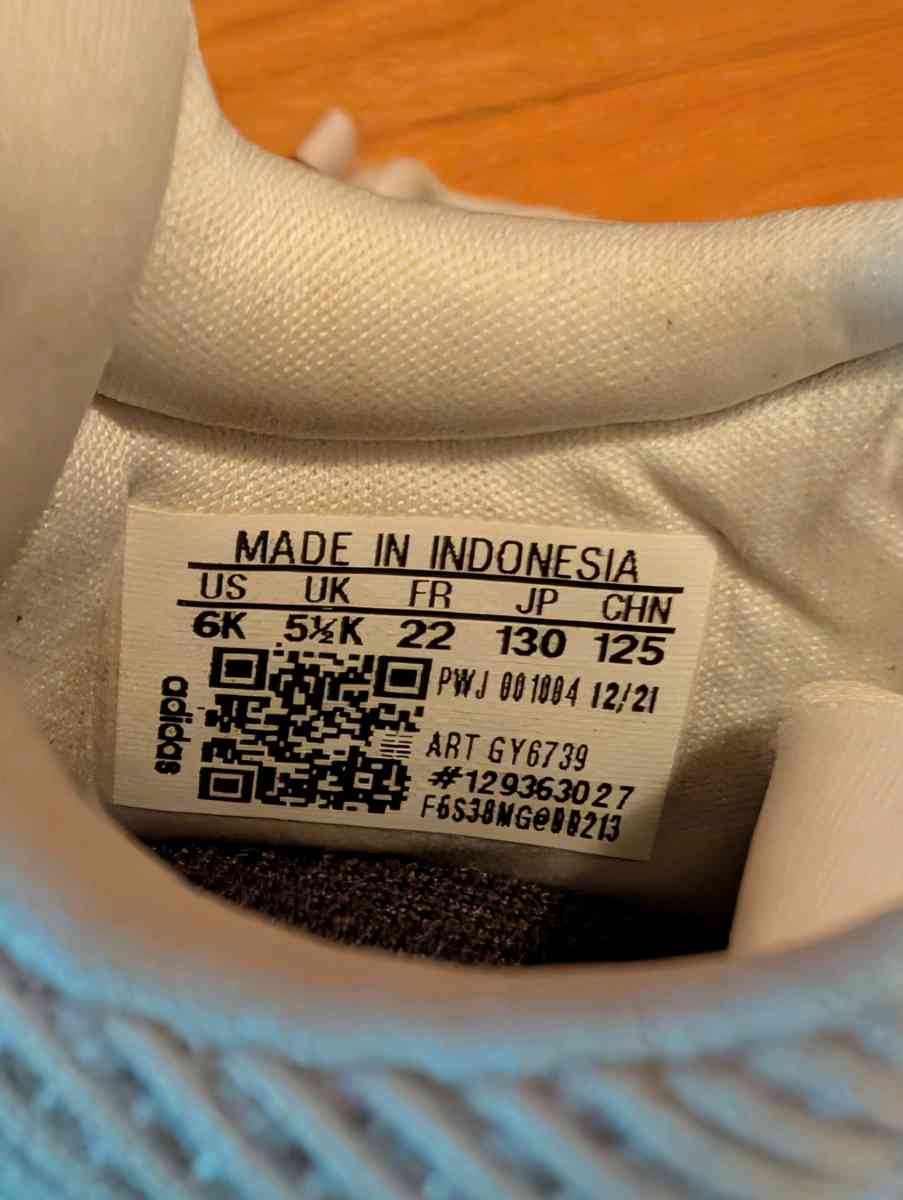 MADE IN INDONESIA
US UK FR JP CHN
6K 5½K 22 130 125
adidas
PWJ 001004 12/21
ART GY6739
#129363027
F6S38MG@00213